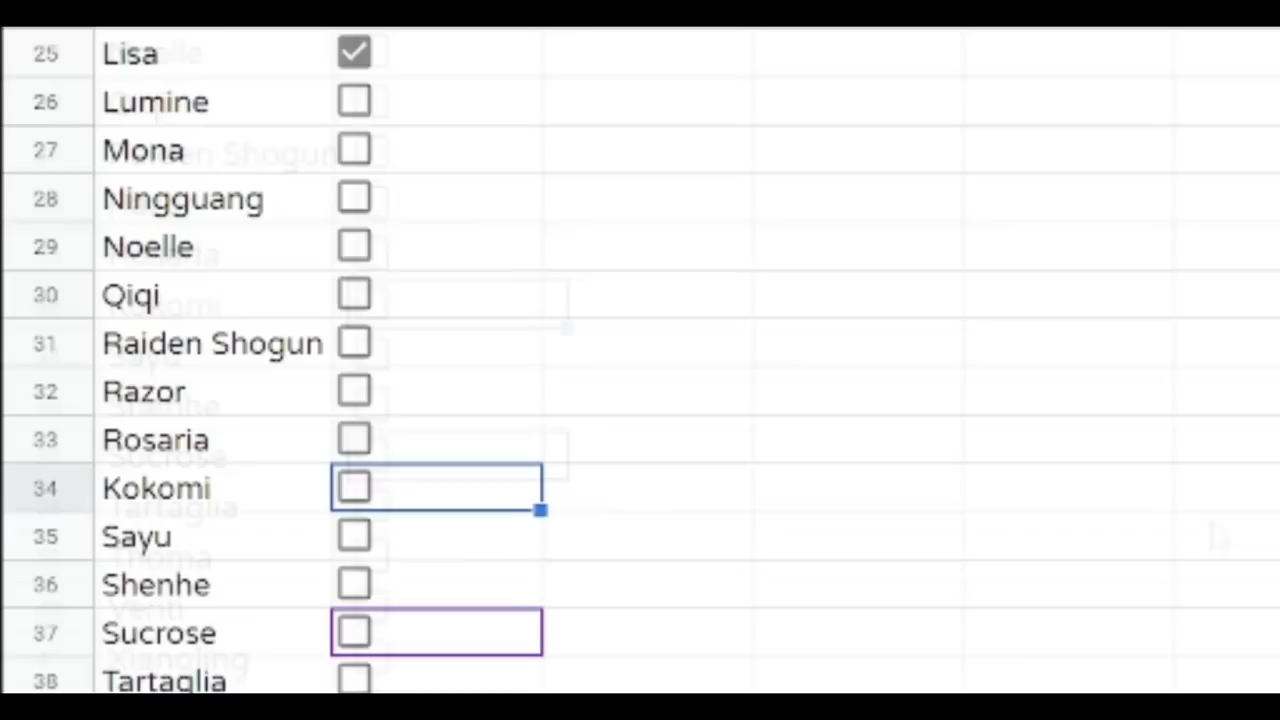 25 Lisa
26 Lumine
27 Mona
28 Ningguang
29 Noelle
30 Qiqi
31 Raiden Shogun
32 Razor
33 Rosaria
34 Kokomi
35 Sayu
36 Shenhe
37 Sucrose
38 Tartaglia